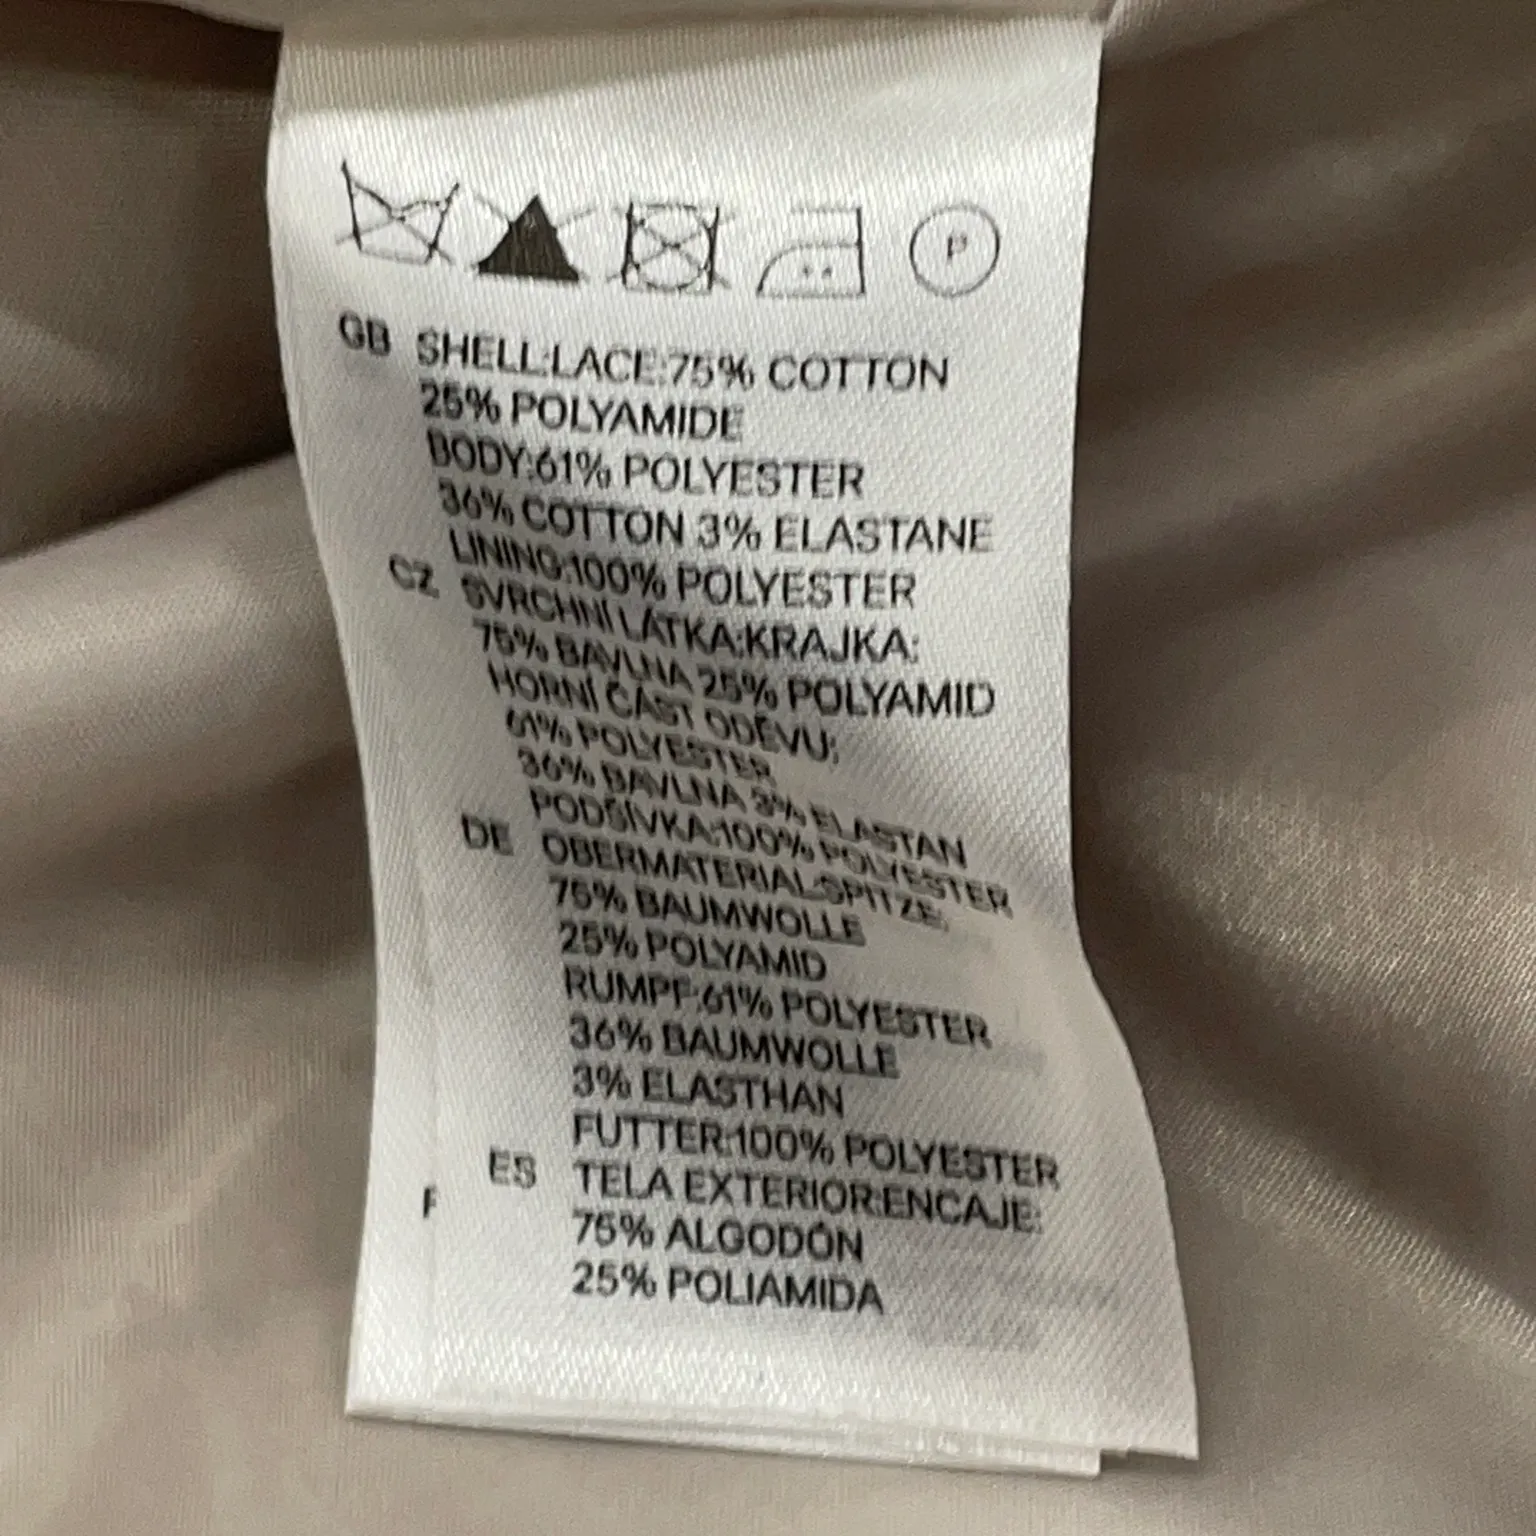 P
GB SHELL:LACE:75% COTTON
25% POLYAMIDE
BODY:61% POLYESTER
36% COTTON 3% ELASTANE
LINING:100% POLYESTER
CZ SVRCHNÍ LÁTKA:KRAJKA:
75% BAVLNA 25% POLYAMID
HORNÍ ČÁST ODĚVU:
61% POLYESTER
36% BAVLNA 3% ELASTAN
PODŠÍVKA:100% POLYESTER
DE OBERMATERIAL:SPITZE:
75% BAUMWOLLE
25% POLYAMID
RUMPF:61% POLYESTER
36% BAUMWOLLE
3% ELASTHAN
FUTTER:100% POLYESTER
ES TELA EXTERIOR:ENCAJE:
75% ALGODÓN
25% POLIAMIDA